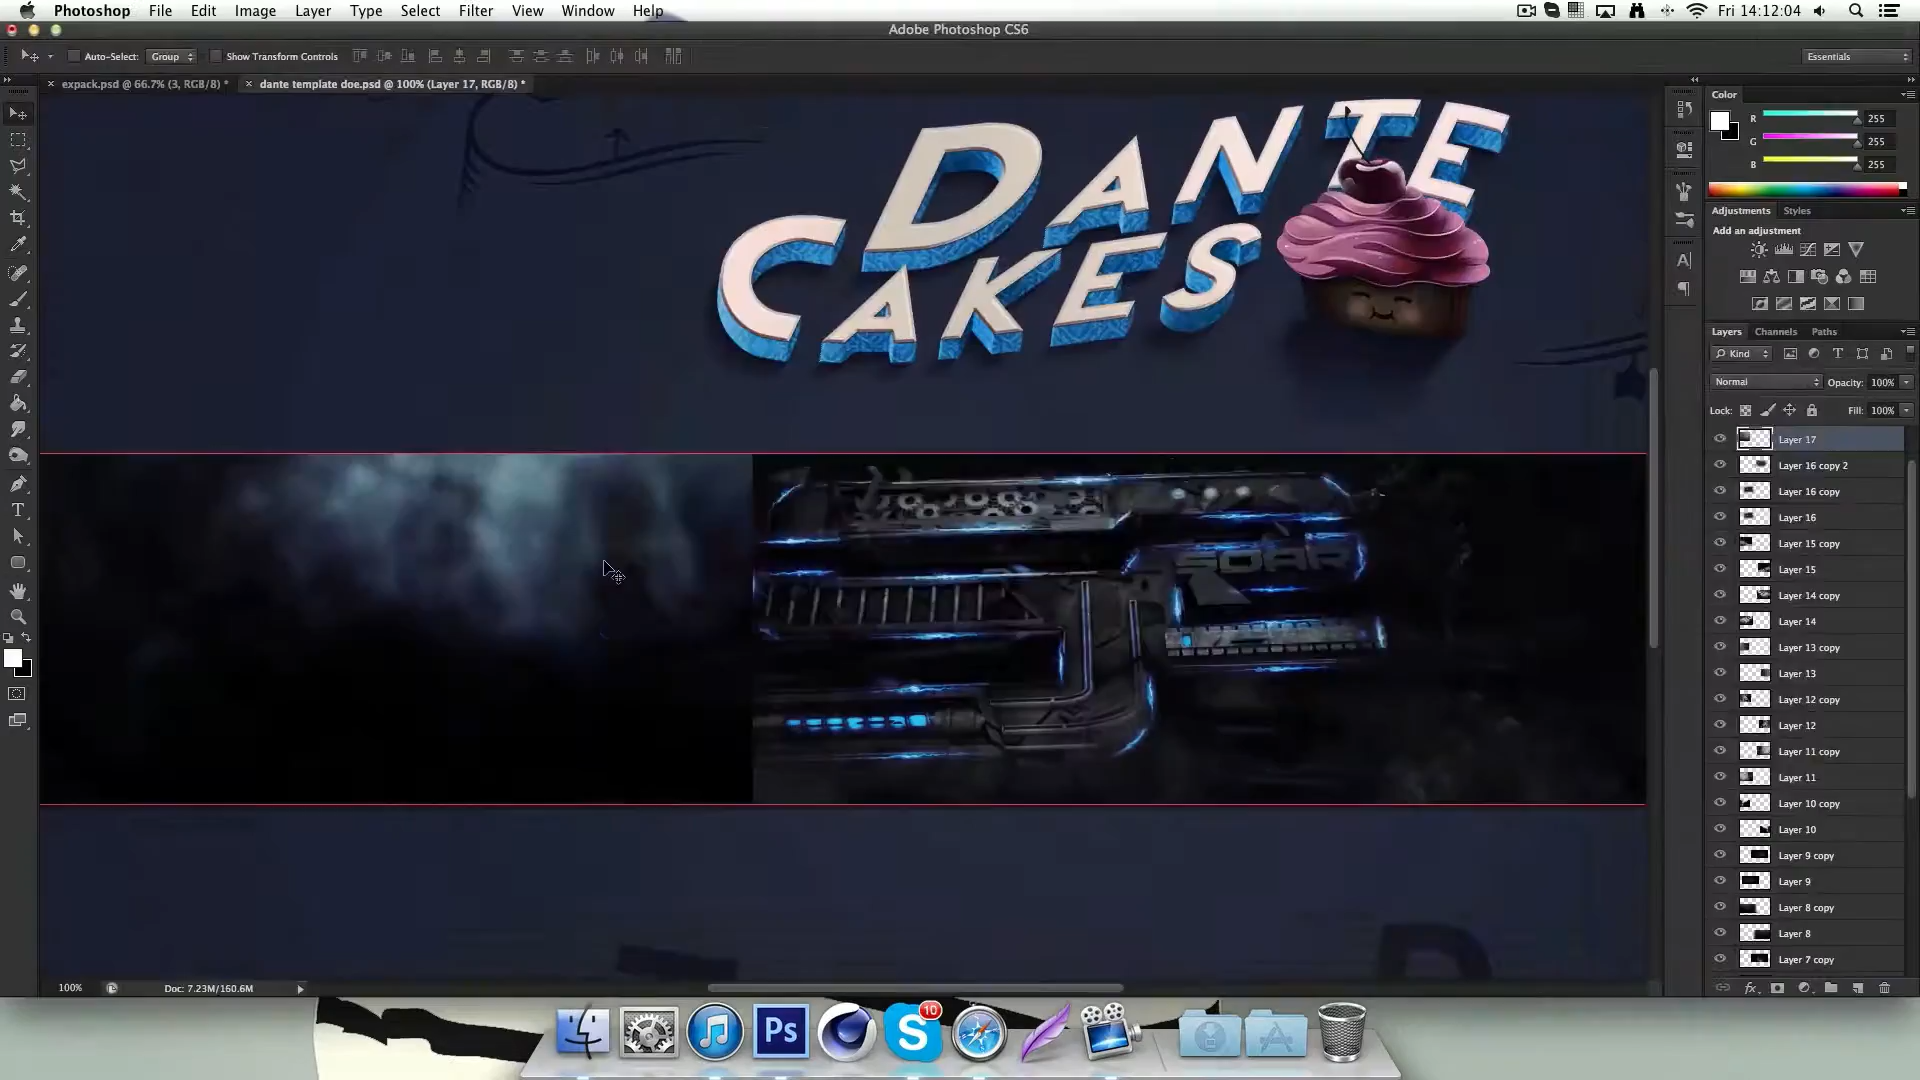 Photoshop File Edit Image Layer Type Select Filter View Window Help
Fri 14:12:04
Adobe Photoshop CS6
Auto-Select: Group Show Transform Controls
Essentials
expack.psd @ 66.7% (3, RGB/8) *
dante template doe.psd @ 100% (Layer 17, RGB/8) *
DANTE
CAKES
SOAR
Color
R 255
G 255
B 255
Adjustments Styles
Add an adjustment
Layers Channels Paths
Kind
Normal Opacity: 100%
Lock: Fill: 100%
Layer 17
Layer 16 copy 2
Layer 16 copy
Layer 16
Layer 15 copy
Layer 15
Layer 14 copy
Layer 14
Layer 13 copy
Layer 13
Layer 12 copy
Layer 12
Layer 11 copy
Layer 11
Layer 10 copy
Layer 10
Layer 9 copy
Layer 9
Layer 8 copy
Layer 8
Layer 7 copy
fx
100% Doc: 7.23M/160.6M
Ps
S
10